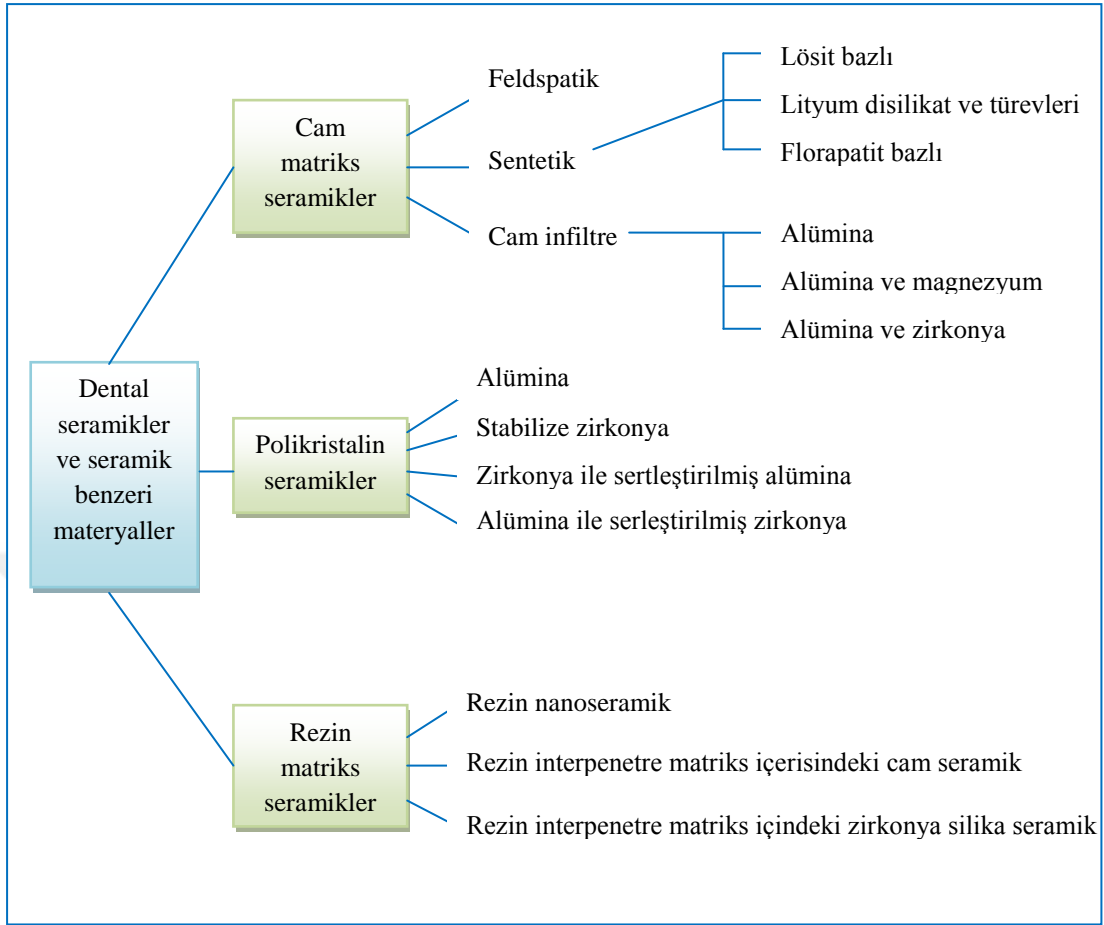 Dental
seramikler
ve seramik
benzeri
materyaller
Cam
matriks
seramikler
Feldspatik
Sentetik
Lösit bazlı
Lityum disilikat ve türevleri
Florapatit bazlı
Cam infiltre
Alümina
Alümina ve magnezyum
Alümina ve zirkonya
Polikristalin
seramikler
Alümina
Stabilize zirkonya
Zirkonya ile sertleştirilmiş alümina
Alümina ile serleştirilmiş zirkonya
Rezin
matriks
seramikler
Rezin nanoseramik
Rezin interpenetre matriks içerisindeki cam seramik
Rezin interpenetre matriks içindeki zirkonya silika seramik